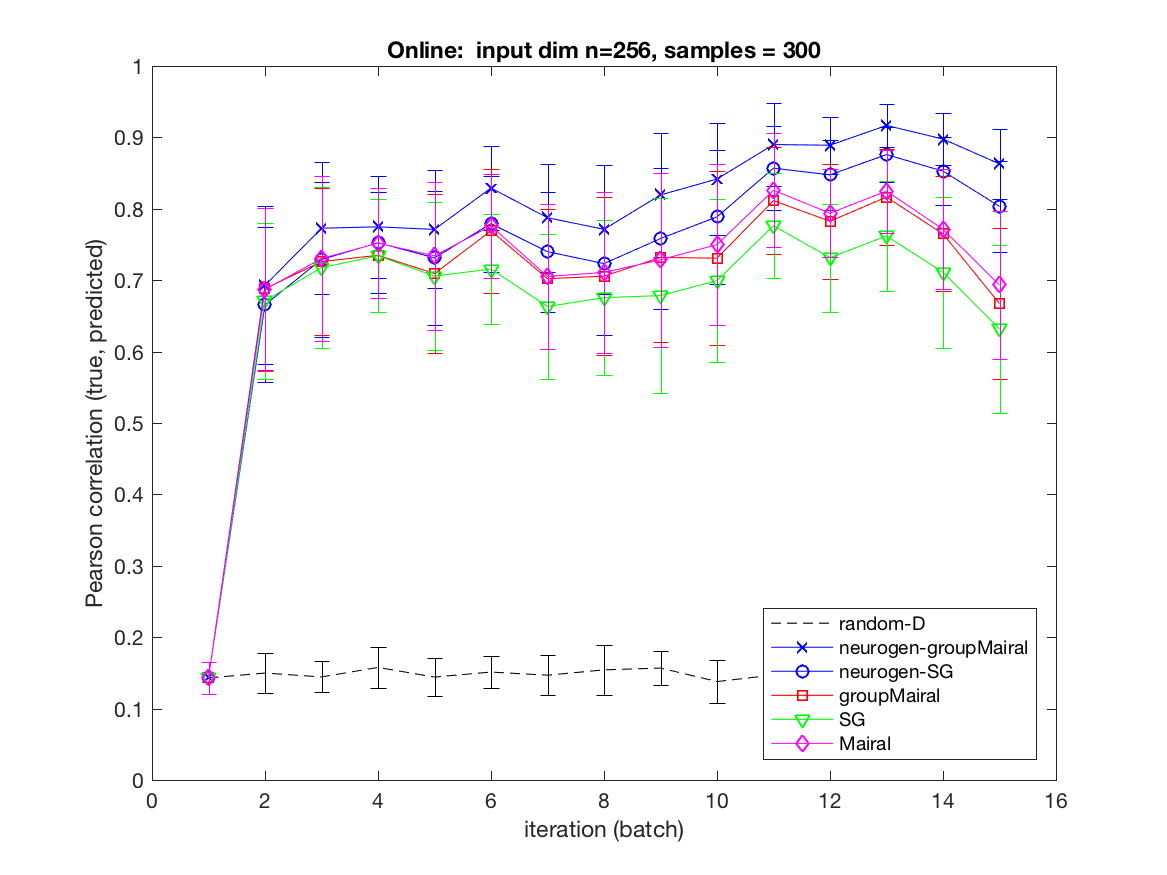 Online: input dim n=256, samples = 300
Pearson correlation (true, predicted)
1
0.9
0.8
0.7
0.6
0.5
0.4
0.3
0.2
0.1
0
0 2 4 6 8 10 12 14 16
iteration (batch)
random-D
neurogen-groupMairal
neurogen-SG
groupMairal
SG
Mairal